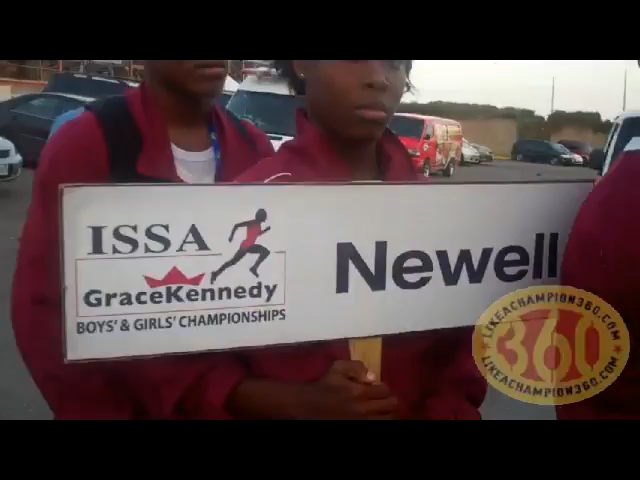 ISSA
GraceKennedy
BOYS' & GIRLS' CHAMPIONSHIPS
Newell
LIKEACHAMPION360.COM
360
LIKEACHAMPION360.COM